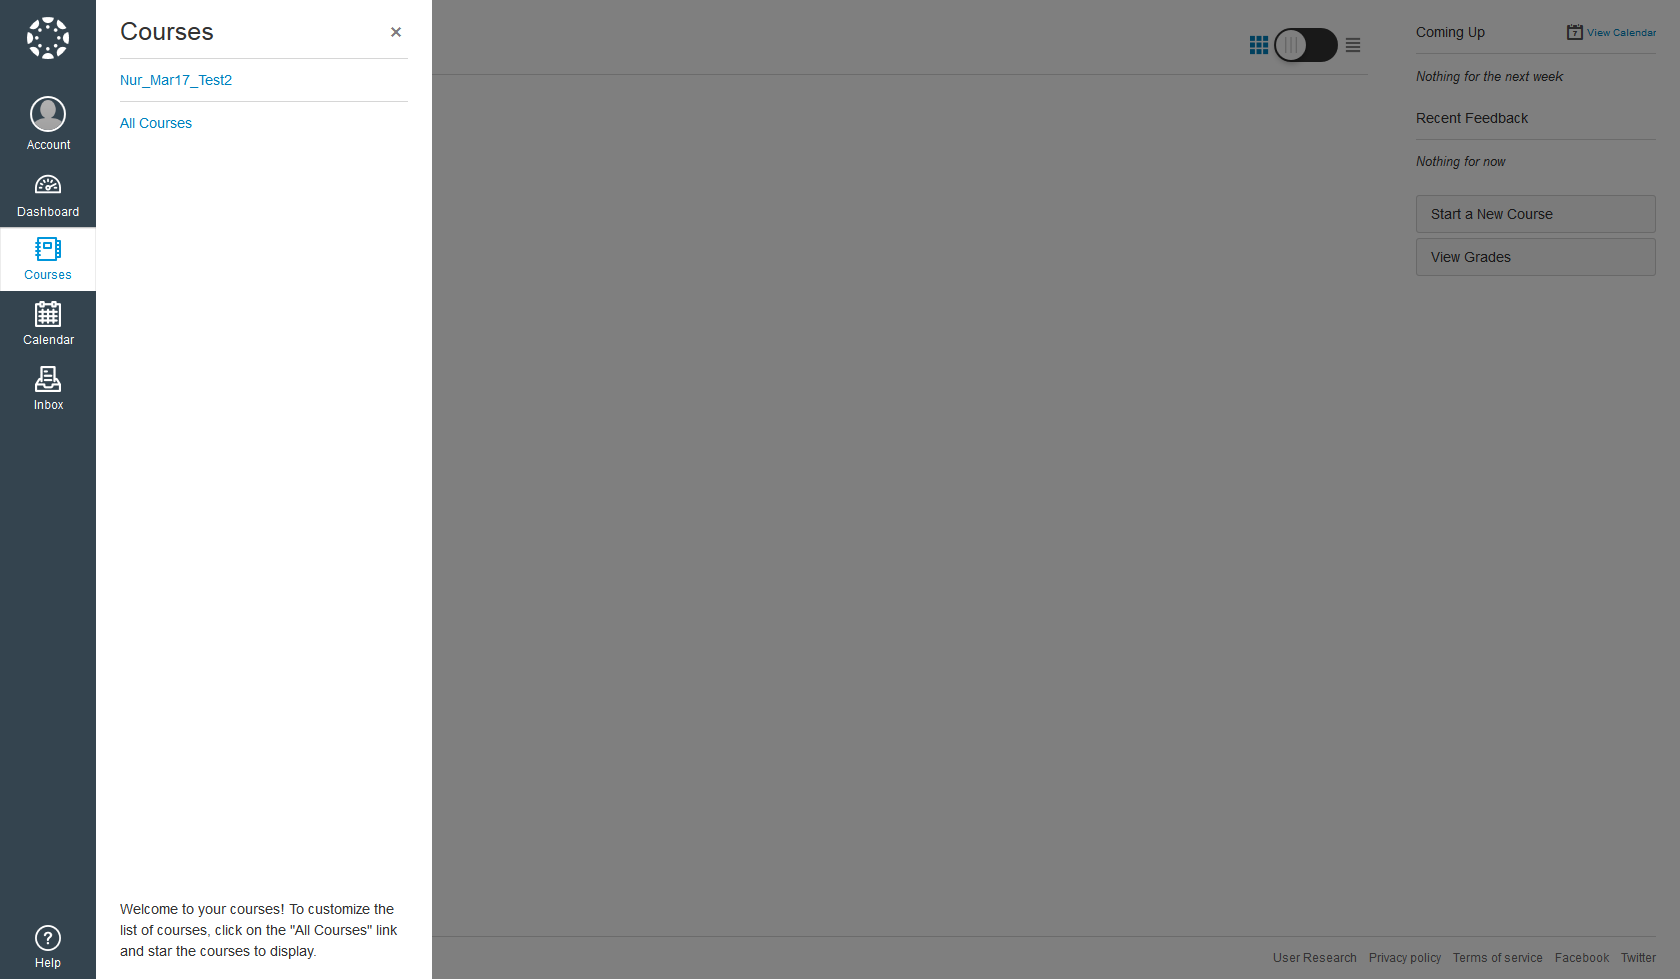 Account
Dashboard
Courses
Calendar
Inbox
Help
Courses
Nur_Mar17_Test2
All Courses
Welcome to your courses! To customize the
list of courses, click on the "All Courses" link
and star the courses to display.
Coming Up
7
View Calendar
Nothing for the next week
Recent Feedback
Nothing for now
Start a New Course
View Grades
User Research Privacy policy Terms of service Facebook Twitter